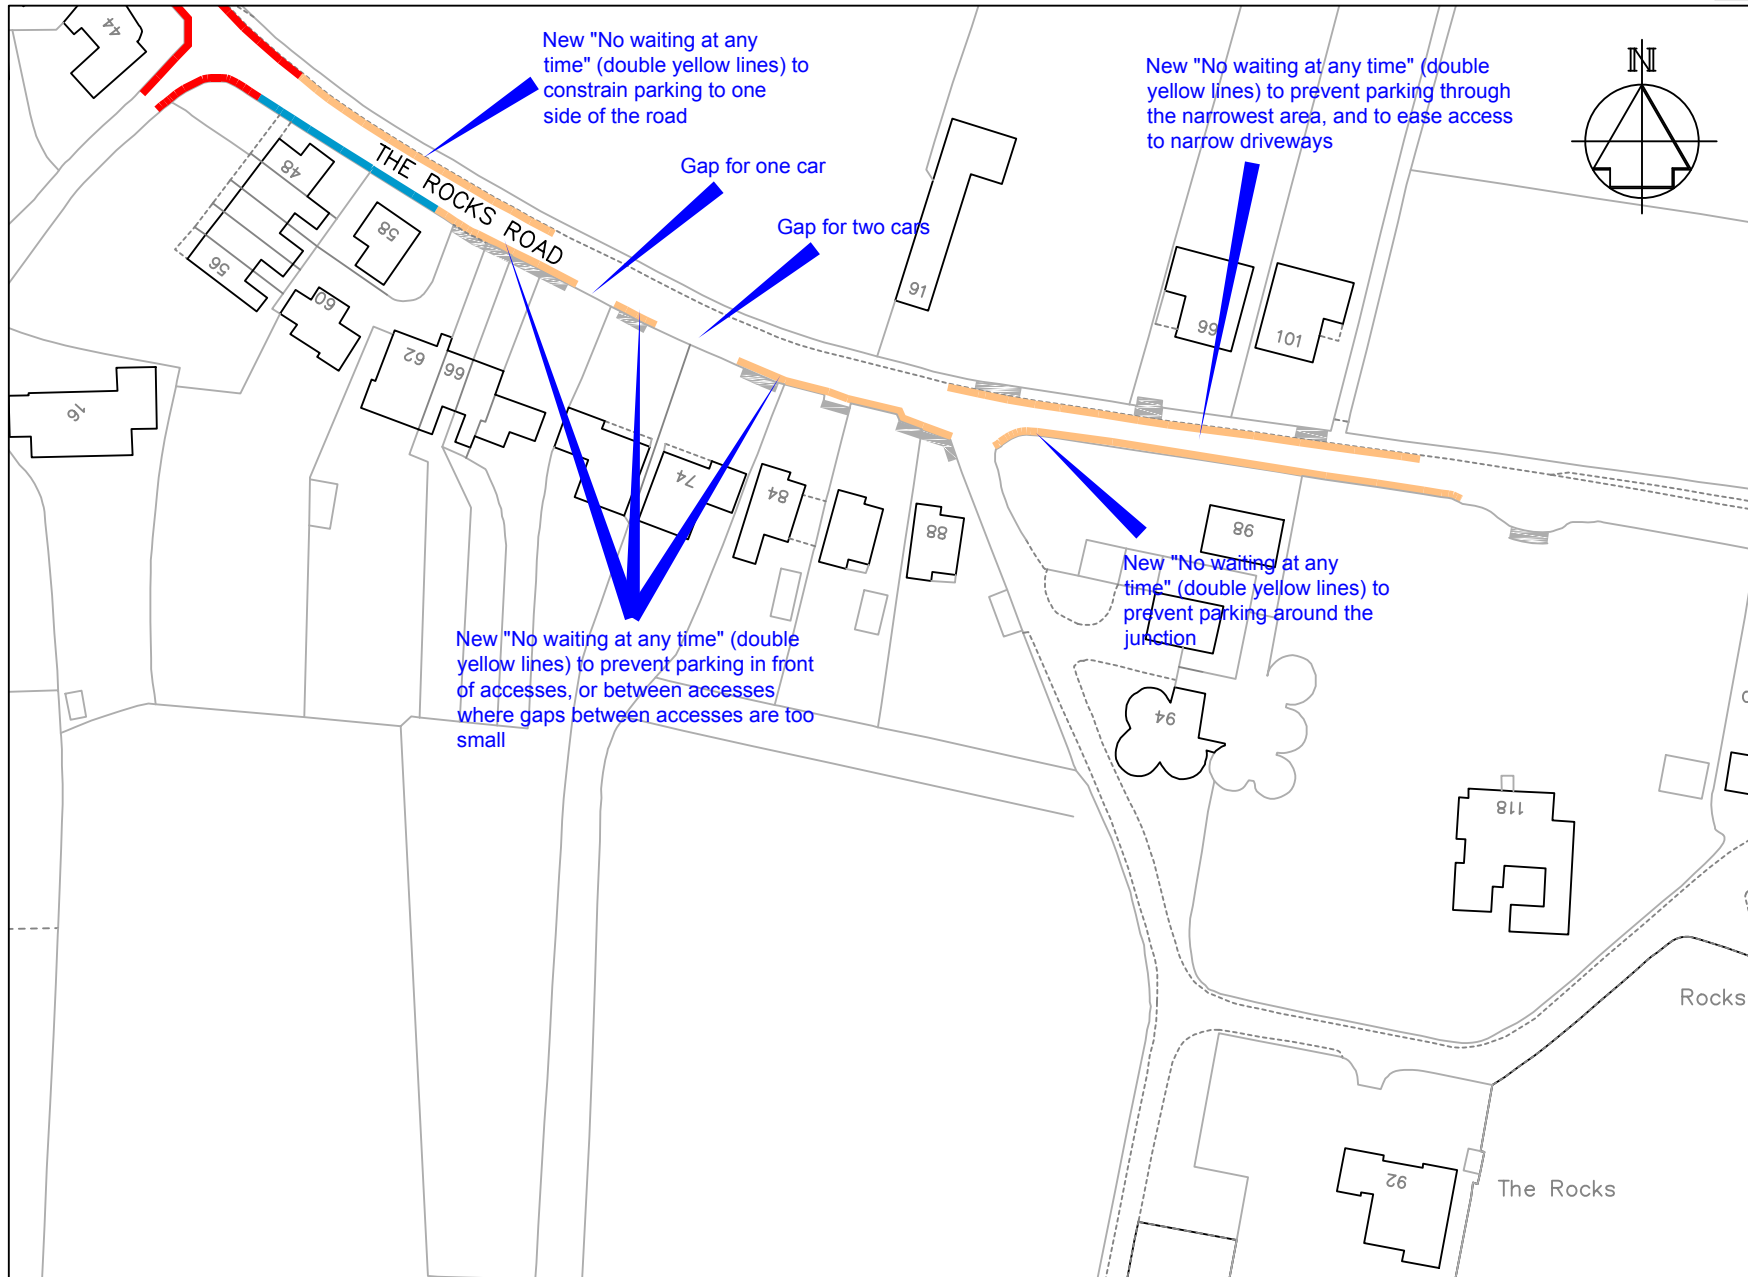 New "No waiting at any
time" (double yellow lines) to
constrain parking to one
side of the road
New "No waiting at any time" (double
yellow lines) to prevent parking through
the narrowest area, and to ease access
to narrow driveways
N
Gap for one car
Gap for two cars
THE ROCKS ROAD
44
48
58
56
60
62
66
16
91
99
101
74
84
88
98
New "No waiting at any
time" (double yellow lines) to
prevent parking around the
junction
New "No waiting at any time" (double
yellow lines) to prevent parking in front
of accesses, or between accesses
where gaps between accesses are too
small
94
118
Rocks
92
The Rocks